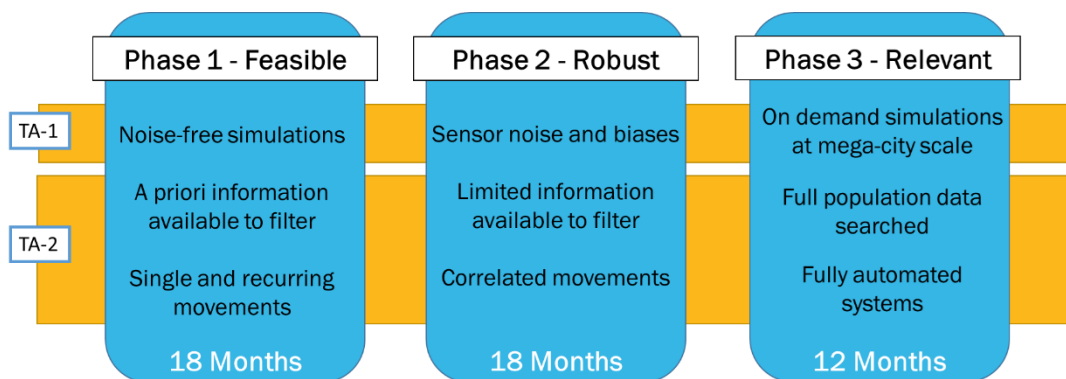 Phase 1 - Feasible
Phase 2 - Robust
Phase 3 - Relevant
TA-1
Noise-free simulations
Sensor noise and biases
On demand simulations
at mega-city scale
TA-2
A priori information
available to filter
Limited information
available to filter
Full population data
searched
Single and recurring
movements
Correlated movements
Fully automated
systems
18 Months
18 Months
12 Months